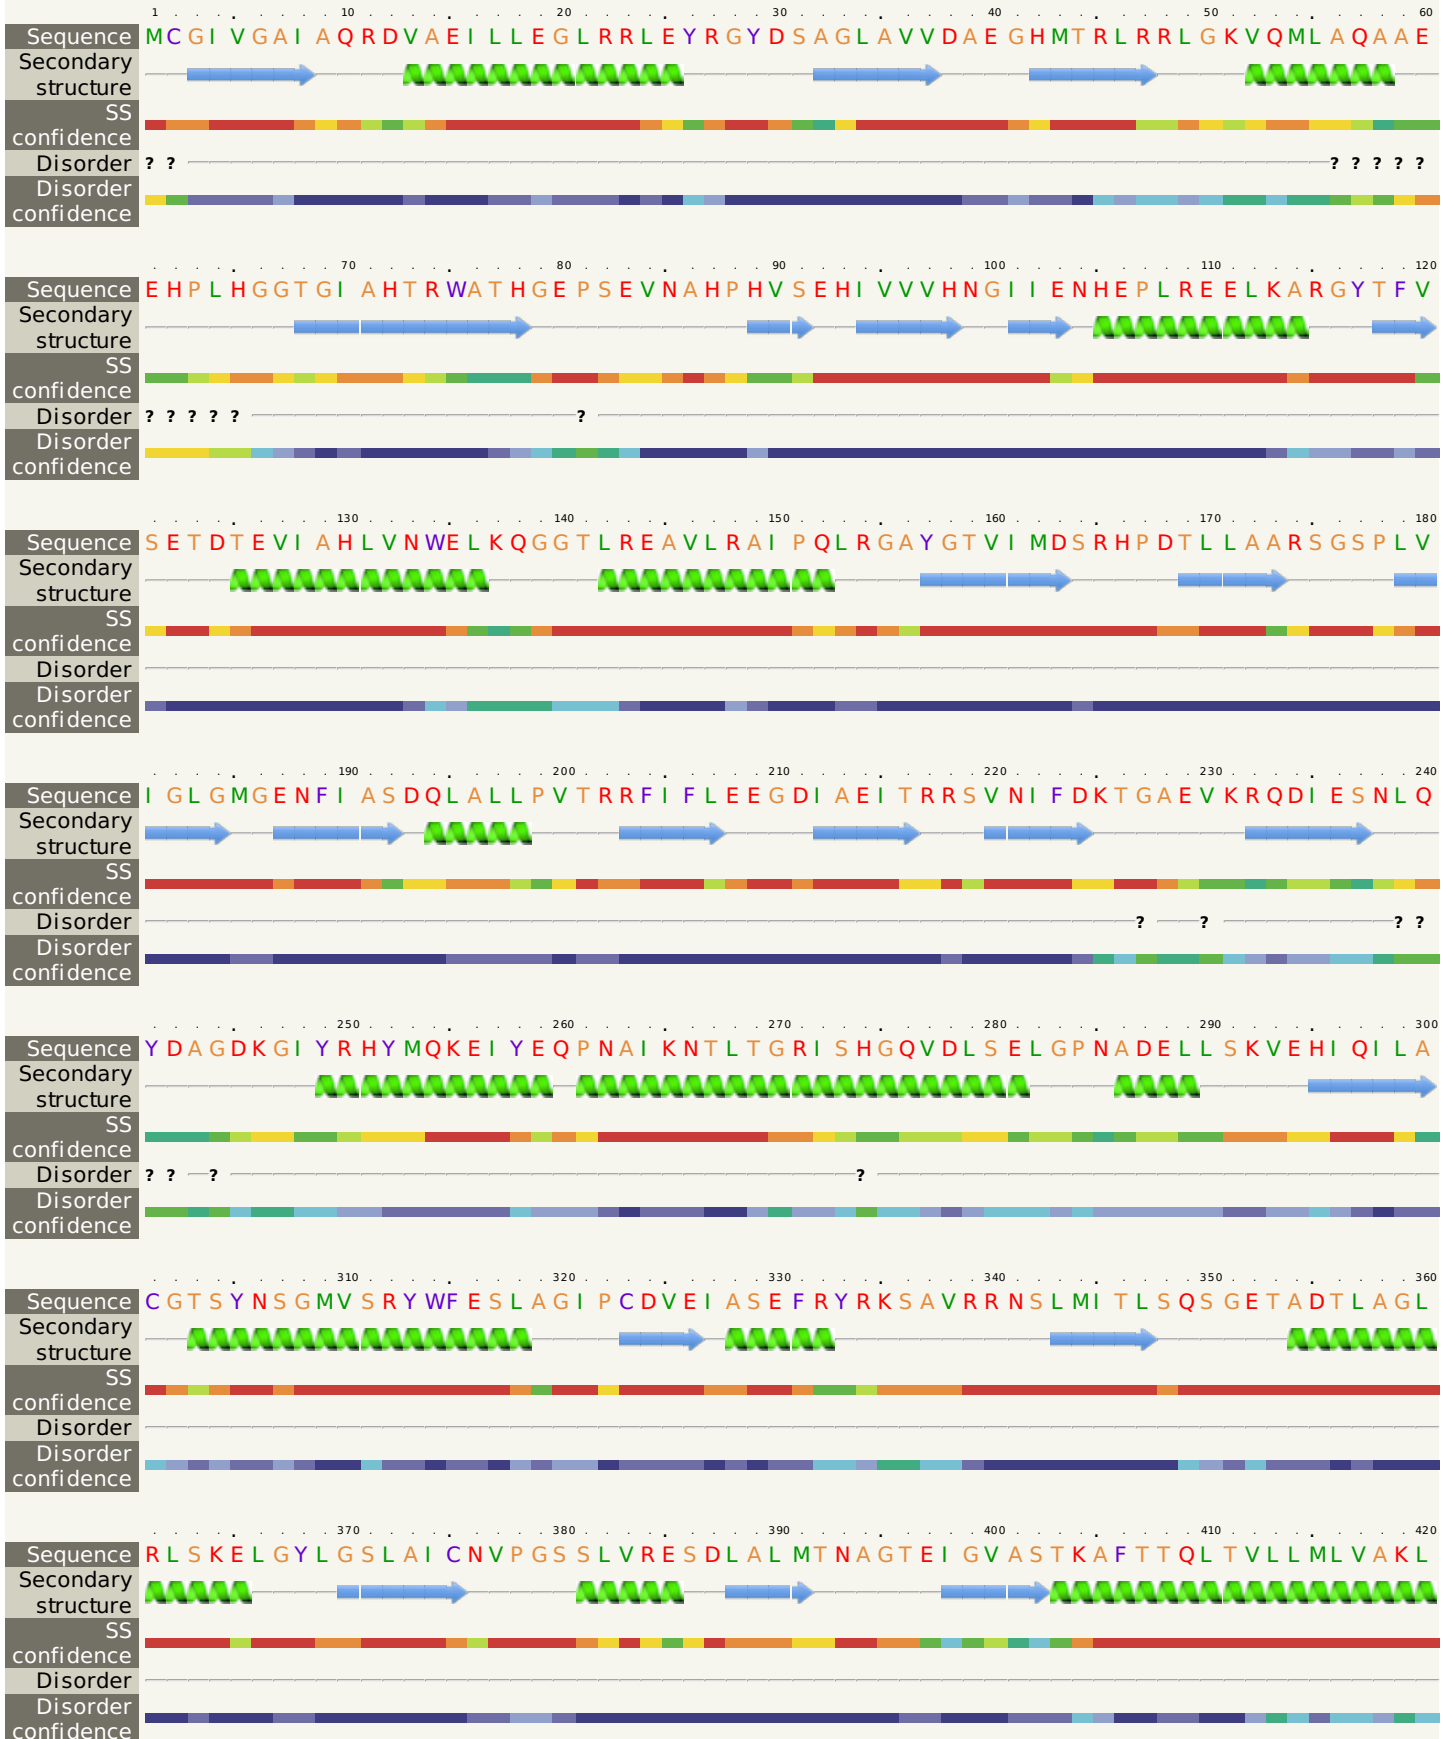 1 10 20 30 40 50 60
Sequence MCGIVGAIAQRDVAEILLEGLRRLEYRGYDSAGLAVVDAEGHMTRLRRLGKVQMLAQAAE
Secondary
structure
SS
confidence
Disorder ? ? ? ? ? ? ?
Disorder
confidence
70 80 90 100 110 120
Sequence EHPLHGGTGIAHTRWATHGEPSEVNAHPHVSEHIVVVHNGIIENHEPLREELKARGYTFV
Secondary
structure
SS
confidence
Disorder ? ? ? ? ? ?
Disorder
confidence
130 140 150 160 170 180
Sequence SETDTEVIAHLVNWELKQGGTLREAVLRAIPQLRGAYGTVIMDSRHPDTLLAARSGSPLV
Secondary
structure
SS
confidence
Disorder
Disorder
confidence
190 200 210 220 230 240
Sequence IGLGMGENFIASDQLALLPVTRRFIFLEEGDIAEITRRSVNIFDKTGAEVKRQDIESNLQ
Secondary
structure
SS
confidence
Disorder ? ? ? ?
Disorder
confidence
250 260 270 280 290 300
Sequence YDAGDKGIYRHYMQKEIYEQPNAIKNTLTGRISHGQVDLSELGPNADELLSKVEHIQILA
Secondary
structure
SS
confidence
Disorder ? ? ? ?
Disorder
confidence
310 320 330 340 350 360
Sequence CGTSYNSGMVSRYWFESLAGIPCDVEIASEFRYRKSAVRRNSLMITLSQSGETADTLAGL
Secondary
structure
SS
confidence
Disorder
Disorder
confidence
370 380 390 400 410 420
Sequence RLSKELGYLGSLAICNVPGSSLVRESDLALMTNAGTEIGVASTKAFTTQLTVLLMLVAKL
Secondary
structure
SS
confidence
Disorder
Disorder
confidence